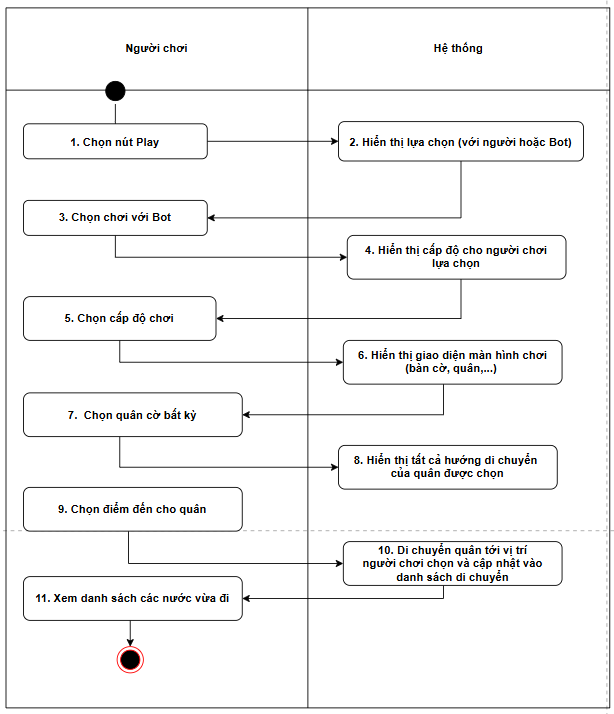 Người chơi
Hệ thống
1. Chọn nút Play
2. Hiển thị lựa chọn (với người hoặc Bot)
3. Chọn chơi với Bot
4. Hiển thị cấp độ cho người chơi
lựa chọn
5. Chọn cấp độ chơi
6. Hiển thị giao diện màn hình chơi
(bàn cờ, quân,...)
7. Chọn quân cờ bất kỳ
8. Hiển thị tất cả hướng di chuyển
của quân được chọn
9. Chọn điểm đến cho quân
10. Di chuyển quân tới vị trí
người chơi chọn và cập nhật vào
danh sách di chuyển
11. Xem danh sách các nước vừa đi